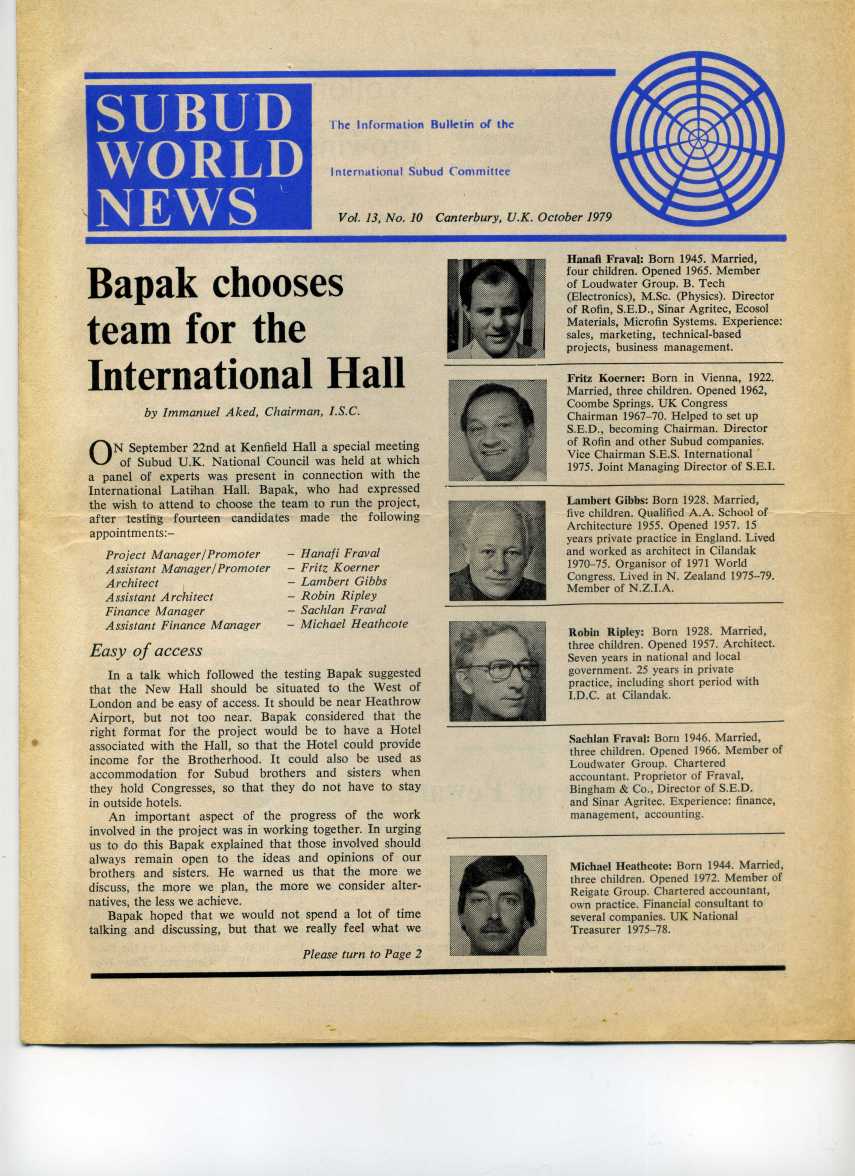 SUBUD
WORLD
NEWS
The Information Bulletin of the
International Subud Committee
Vol. 13, No. 10 Canterbury, U.K. October 1979
Bapak chooses
team for the
International Hall
by Immanuel Aked, Chairman, I.S.C.
ON September 22nd at Kenfield Hall a special meeting
of Subud U.K. National Council was held at which
a panel of experts was present in connection with the
International Latihan Hall. Bapak, who had expressed
the wish to attend to choose the team to run the project,
after testing fourteen candidates made the following
appointments:–
Project Manager/Promoter – Hanafi Fraval
Assistant Manager/Promoter – Fritz Koerner
Architect – Lambert Gibbs
Assistant Architect – Robin Ripley
Finance Manager – Sachlan Fraval
Assistant Finance Manager – Michael Heathcote
Easy of access
In a talk which followed the testing Bapak suggested
that the New Hall should be situated to the West of
London and be easy of access. It should be near Heathrow
Airport, but not too near. Bapak considered that the
right format for the project would be to have a Hotel
associated with the Hall, so that the Hotel could provide
income for the Brotherhood. It could also be used as
accommodation for Subud brothers and sisters when
they hold Congresses, so that they do not have to stay
in outside hotels.
An important aspect of the progress of the work
involved in the project was in working together. In urging
us to do this Bapak explained that those involved should
always remain open to the ideas and opinions of our
brothers and sisters. He warned us that the more we
discuss, the more we plan, the more we consider alter-
natives, the less we achieve.
Bapak hoped that we would not spend a lot of time
talking and discussing, but that we really feel what we
Please turn to Page 2
Hanafi Fraval: Born 1945. Married,
four children. Opened 1965. Member
of Loudwater Group. B. Tech
(Electronics), M.Sc. (Physics). Director
of Rofin, S.E.D., Sinar Agritec, Ecosol
Materials, Microfin Systems. Experience:
sales, marketing, technical-based
projects, business management.
Fritz Koerner: Born in Vienna, 1922.
Married, three children. Opened 1962,
Coombe Springs. UK Congress
Chairman 1967–70. Helped to set up
S.E.D., becoming Chairman. Director
of Rofin and other Subud companies.
Vice Chairman S.E.S. International
1975. Joint Managing Director of S.E.I.
Lambert Gibbs: Born 1928. Married,
five children. Qualified A.A. School of
Architecture 1955. Opened 1957. 15
years private practice in England. Lived
and worked as architect in Cilandak
1970–75. Organisor of 1971 World
Congress. Lived in N. Zealand 1975–79.
Member of N.Z.I.A.
Robin Ripley: Born 1928. Married,
three children. Opened 1957. Architect.
Seven years in national and local
government. 25 years in private
practice, including short period with
I.D.C. at Cilandak.
Sachlan Fraval: Born 1946. Married,
three children. Opened 1966. Member of
Loudwater Group. Chartered
accountant. Proprietor of Fraval,
Bingham & Co., Director of S.E.D.
and Sinar Agritec. Experience: finance,
management, accounting.
Michael Heathcote: Born 1944. Married,
three children. Opened 1972. Member of
Reigate Group. Chartered accountant,
own practice. Financial consultant to
several companies. UK National
Treasurer 1975–78.